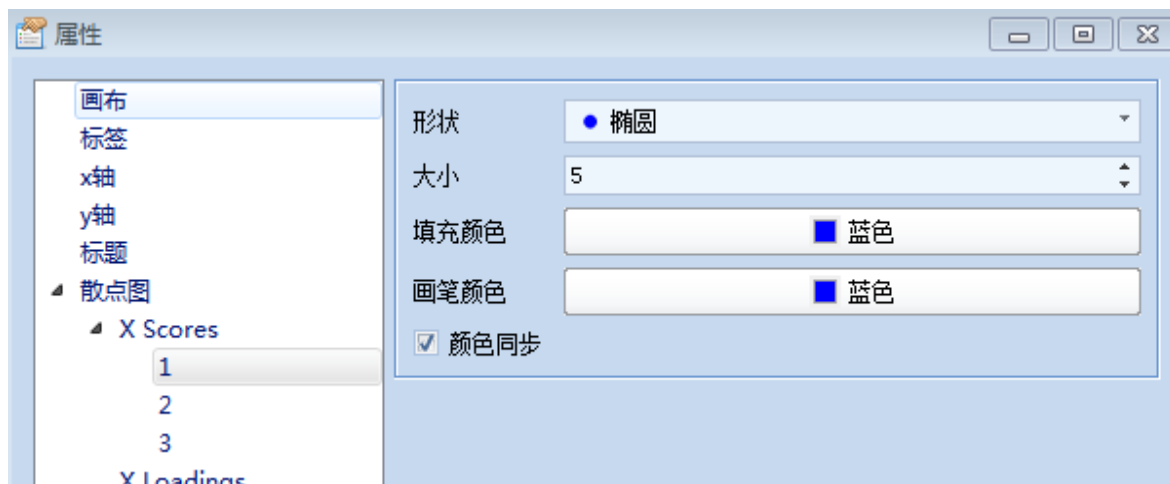 属性
画布
标签
x轴
y轴
标题
散点图
X Scores
1
2
3
X Loadings
形状
椭圆
大小
5
填充颜色
蓝色
画笔颜色
蓝色
颜色同步